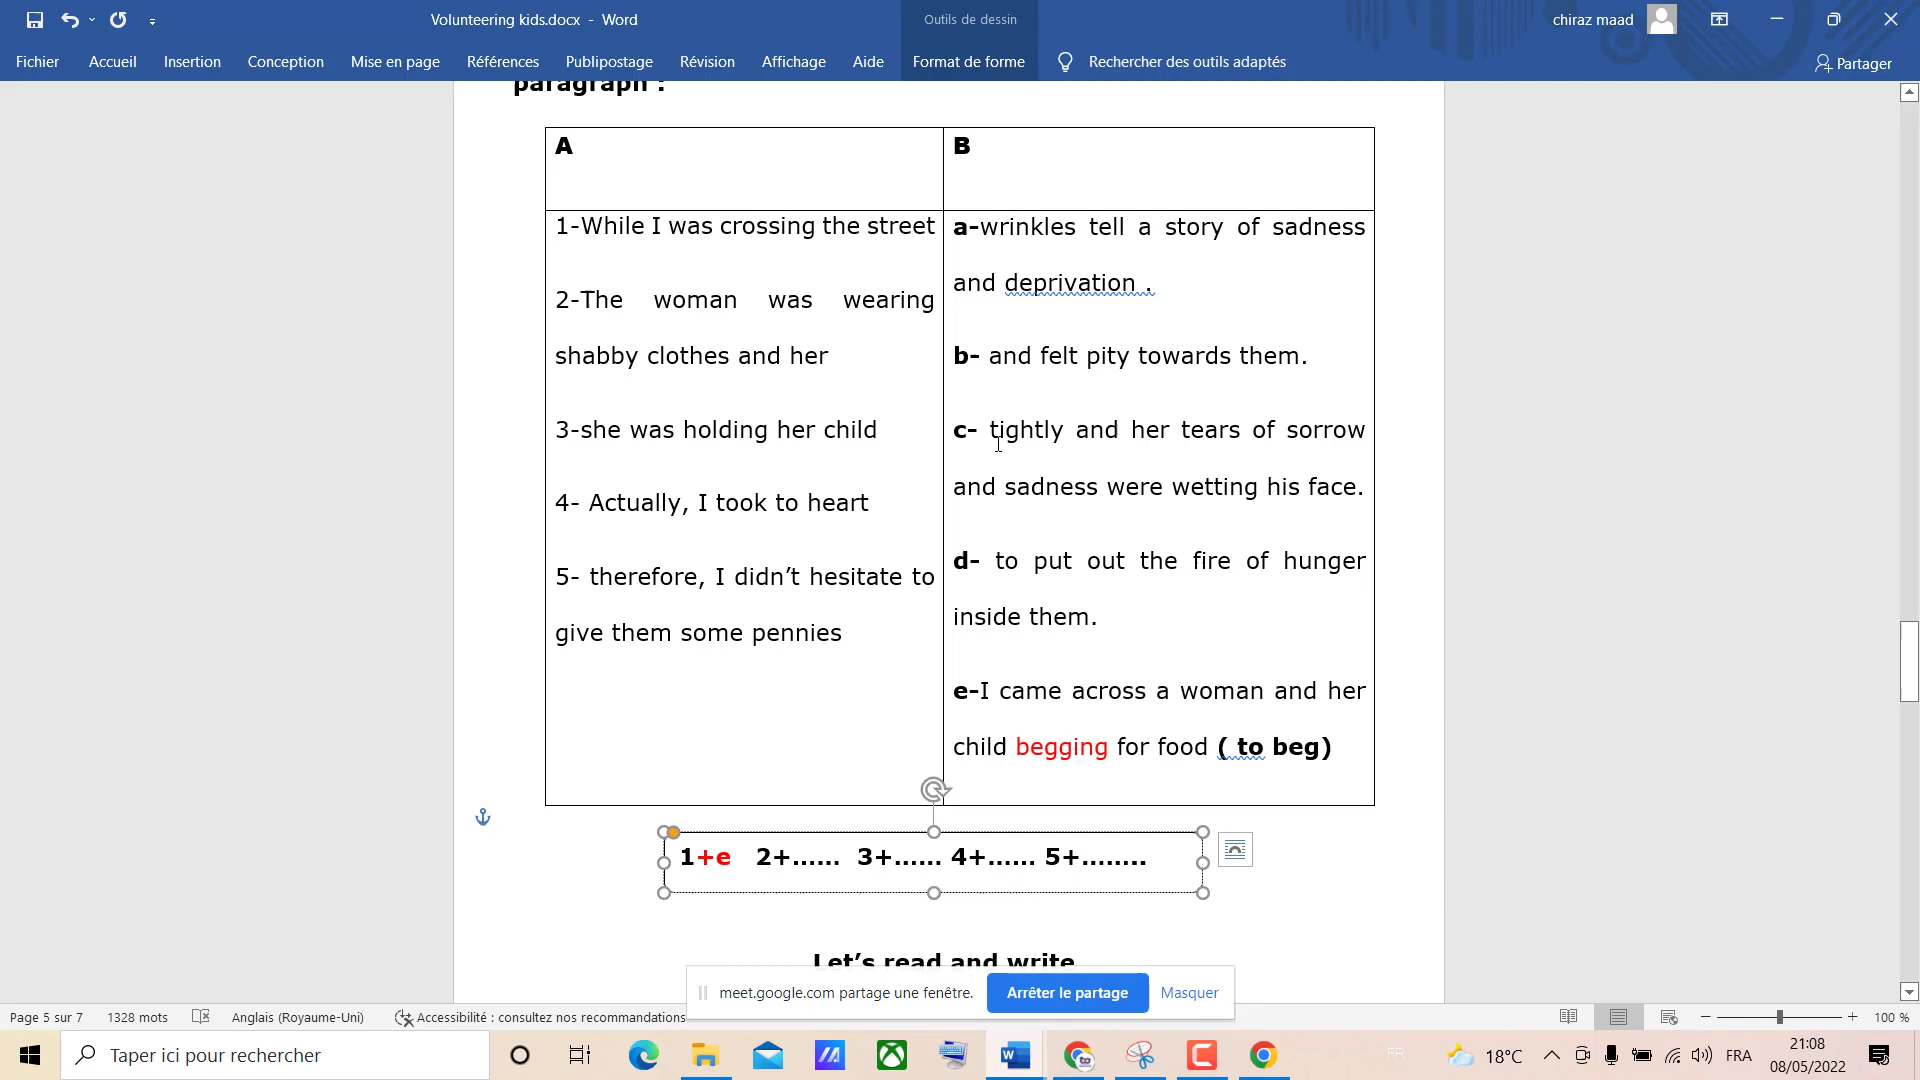 Volunteering kids.docx - Word
Outils de dessin
chiraz maad
Fichier Accueil Insertion Conception Mise en page Références Publipostage Révision Affichage Aide Format de forme Rechercher des outils adaptés Partager
paragraph :
A
B
1-While I was crossing the street
2-The woman was wearing
shabby clothes and her
3-she was holding her child
4- Actually, I took to heart
5- therefore, I didn’t hesitate to
give them some pennies
a-wrinkles tell a story of sadness
and deprivation .
b- and felt pity towards them.
c- tightly and her tears of sorrow
and sadness were wetting his face.
d- to put out the fire of hunger
inside them.
e-I came across a woman and her
child begging for food ( to beg)
1+e 2+...... 3+...... 4+...... 5+........
Let’s read and write
meet.google.com partage une fenêtre. Arrêter le partage Masquer
Page 5 sur 7 1328 mots Anglais (Royaume-Uni) Accessibilité : consultez nos recommandations 100 %
Taper ici pour rechercher
FR
18°C
FRA
21:08
08/05/2022